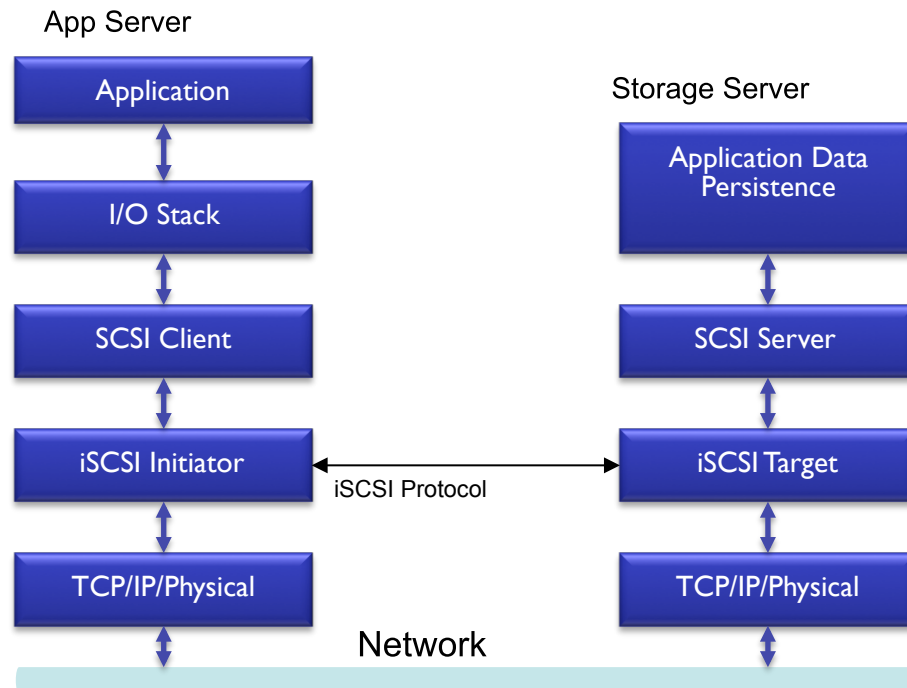 App Server
Application
I/O Stack
SCSI Client
iSCSI Initiator
TCP/IP/Physical
Storage Server
Application Data
Persistence
SCSI Server
iSCSI Target
TCP/IP/Physical
iSCSI Protocol
Network